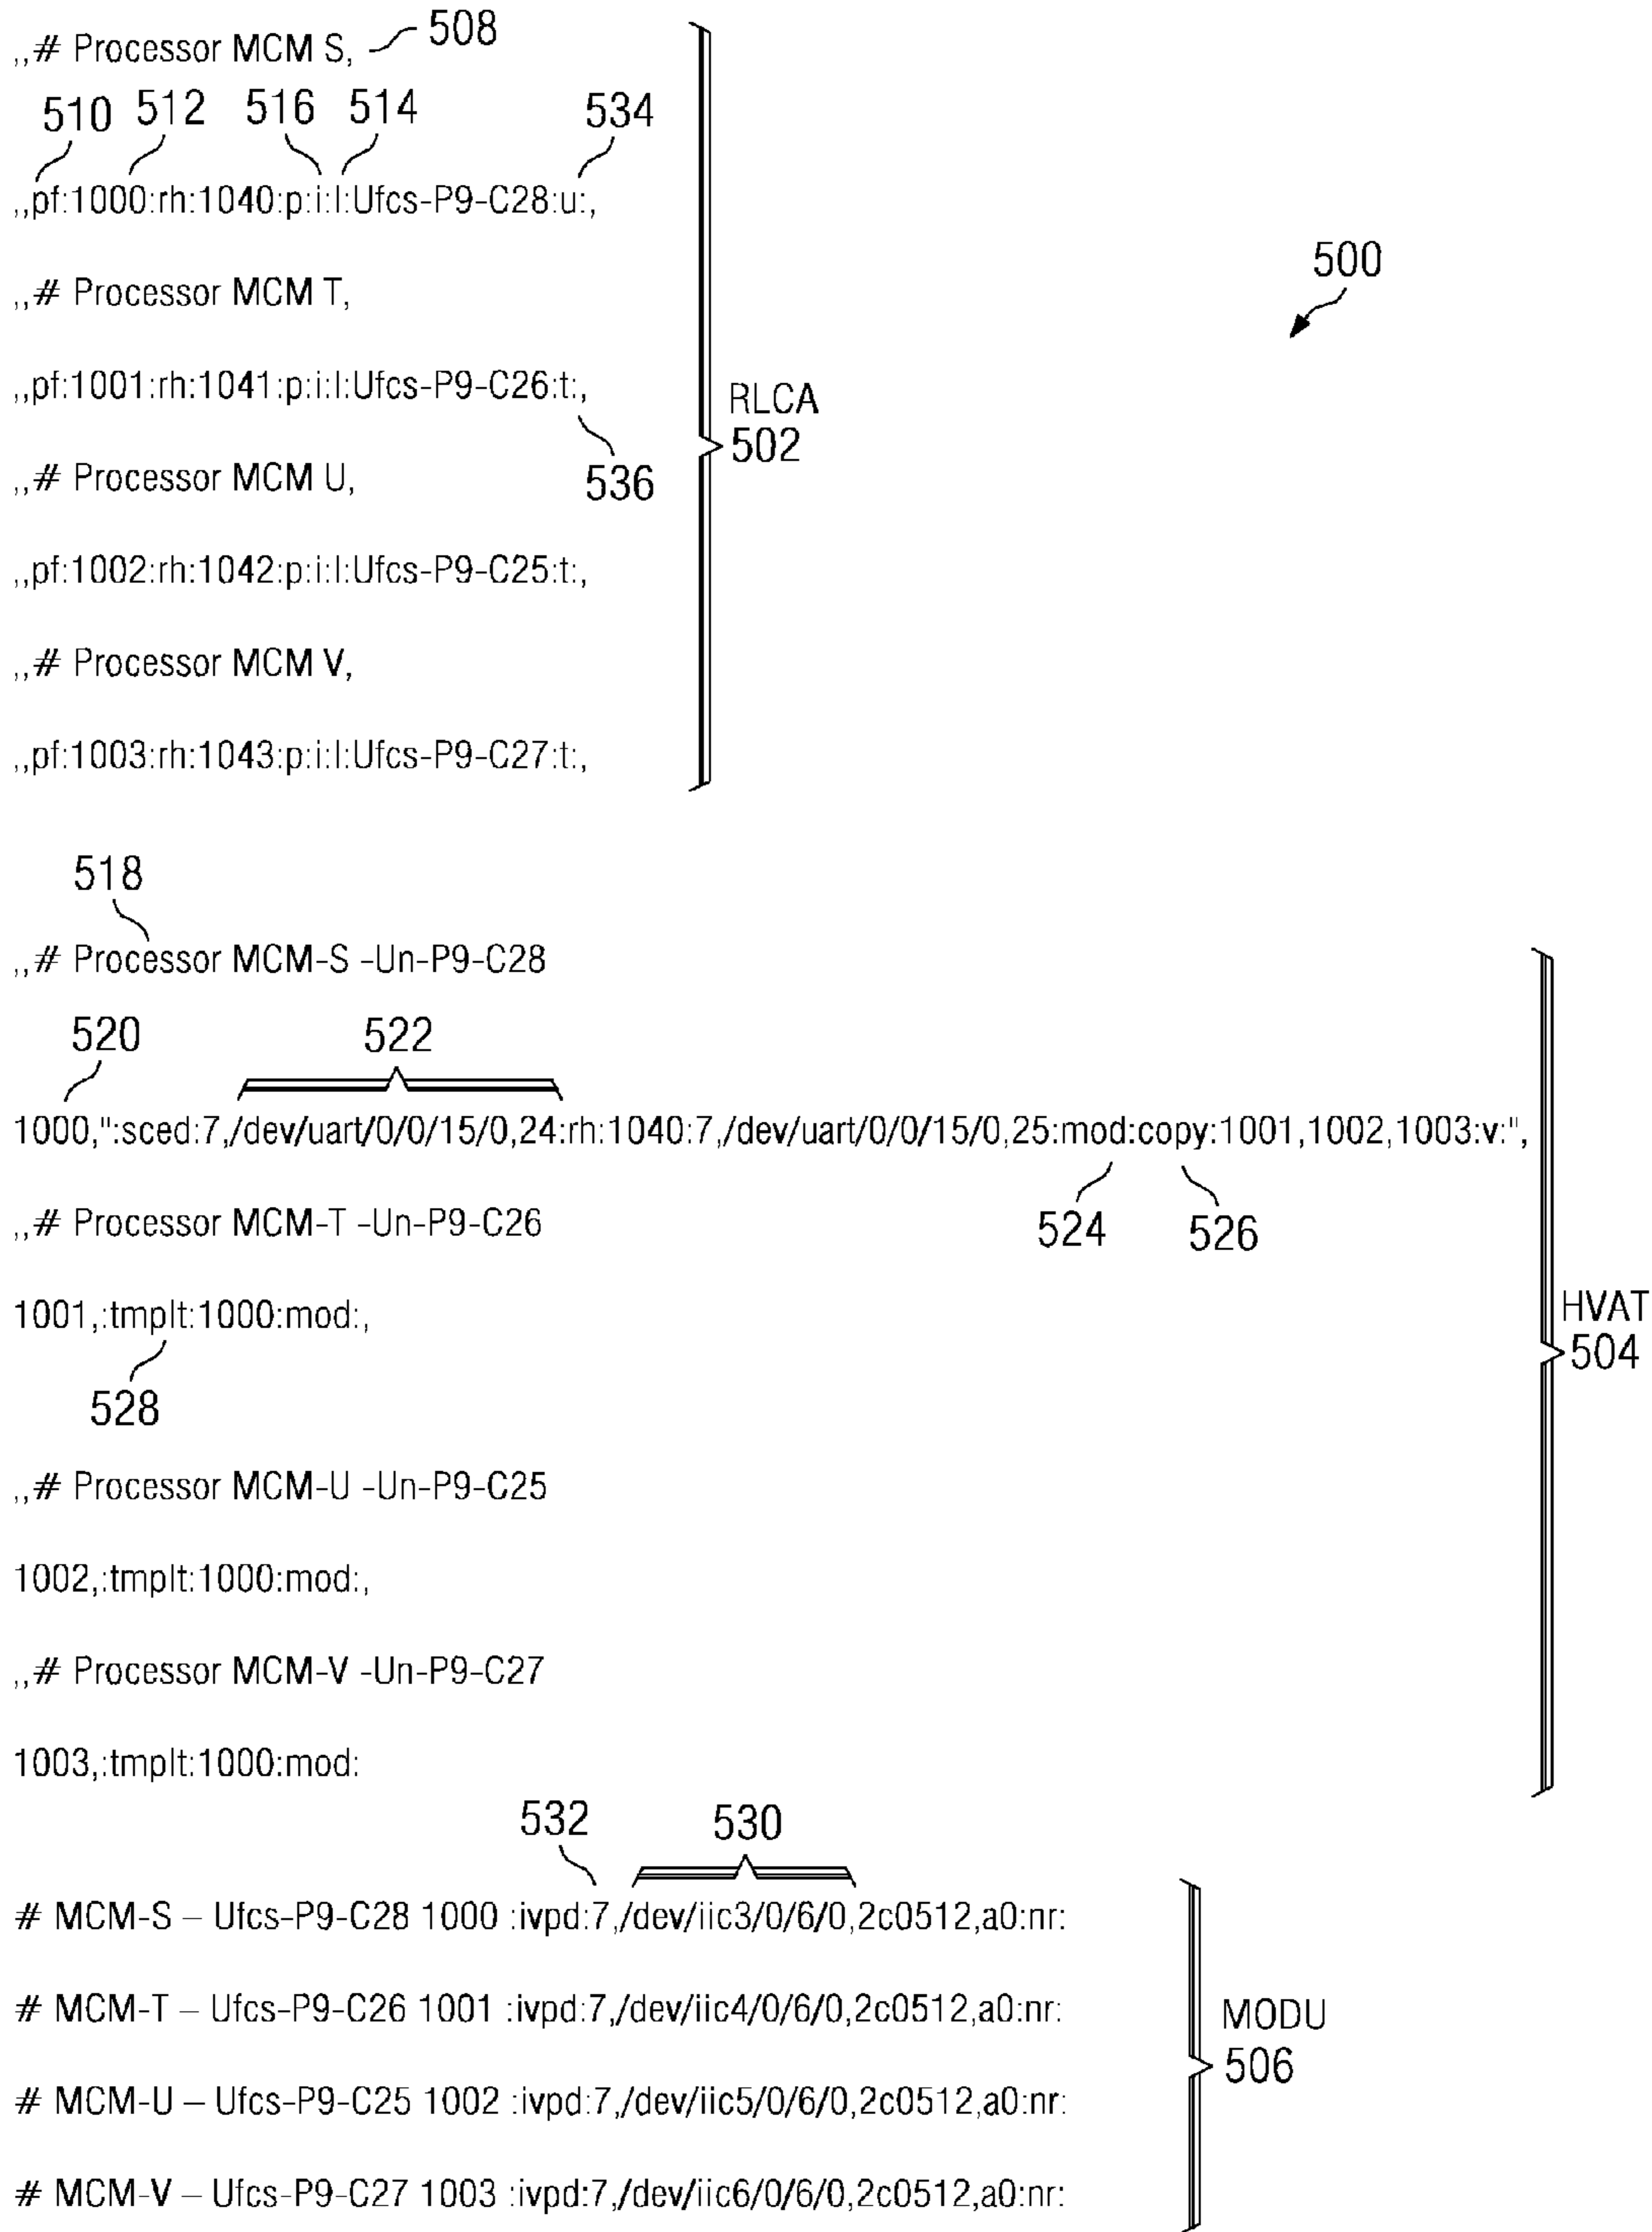 ,,# Processor MCM S, 508
510 512 516 514 534
,,pf:1000:rh:1040:p:i:l:Ufcs-P9-C28:u:,
500
,,# Processor MCM T,
,,pf:1001:rh:1041:p:i:l:Ufcs-P9-C26:t:,
RLCA
502
,,# Processor MCM U,
536
,,pf:1002:rh:1042:p:i:l:Ufcs-P9-C25:t:,
,,# Processor MCM V,
,,pf:1003:rh:1043:p:i:l:Ufcs-P9-C27:t:,
518
,,# Processor MCM-S -Un-P9-C28
520 522
1000,":sced:7,/dev/uart/0/0/15/0,24:rh:1040:7,/dev/uart/0/0/15/0,25:mod:copy:1001,1002,1003:v:",
,,# Processor MCM-T -Un-P9-C26
524 526
1001,:tmplt:1000:mod:,
HVAT
504
528
,,# Processor MCM-U -Un-P9-C25
1002,:tmplt:1000:mod:,
,,# Processor MCM-V -Un-P9-C27
1003,:tmplt:1000:mod:
532 530
# MCM-S – Ufcs-P9-C28 1000 :ivpd:7,/dev/iic3/0/6/0,2c0512,a0:nr:
# MCM-T – Ufcs-P9-C26 1001 :ivpd:7,/dev/iic4/0/6/0,2c0512,a0:nr:
MODU
506
# MCM-U – Ufcs-P9-C25 1002 :ivpd:7,/dev/iic5/0/6/0,2c0512,a0:nr:
# MCM-V – Ufcs-P9-C27 1003 :ivpd:7,/dev/iic6/0/6/0,2c0512,a0:nr: